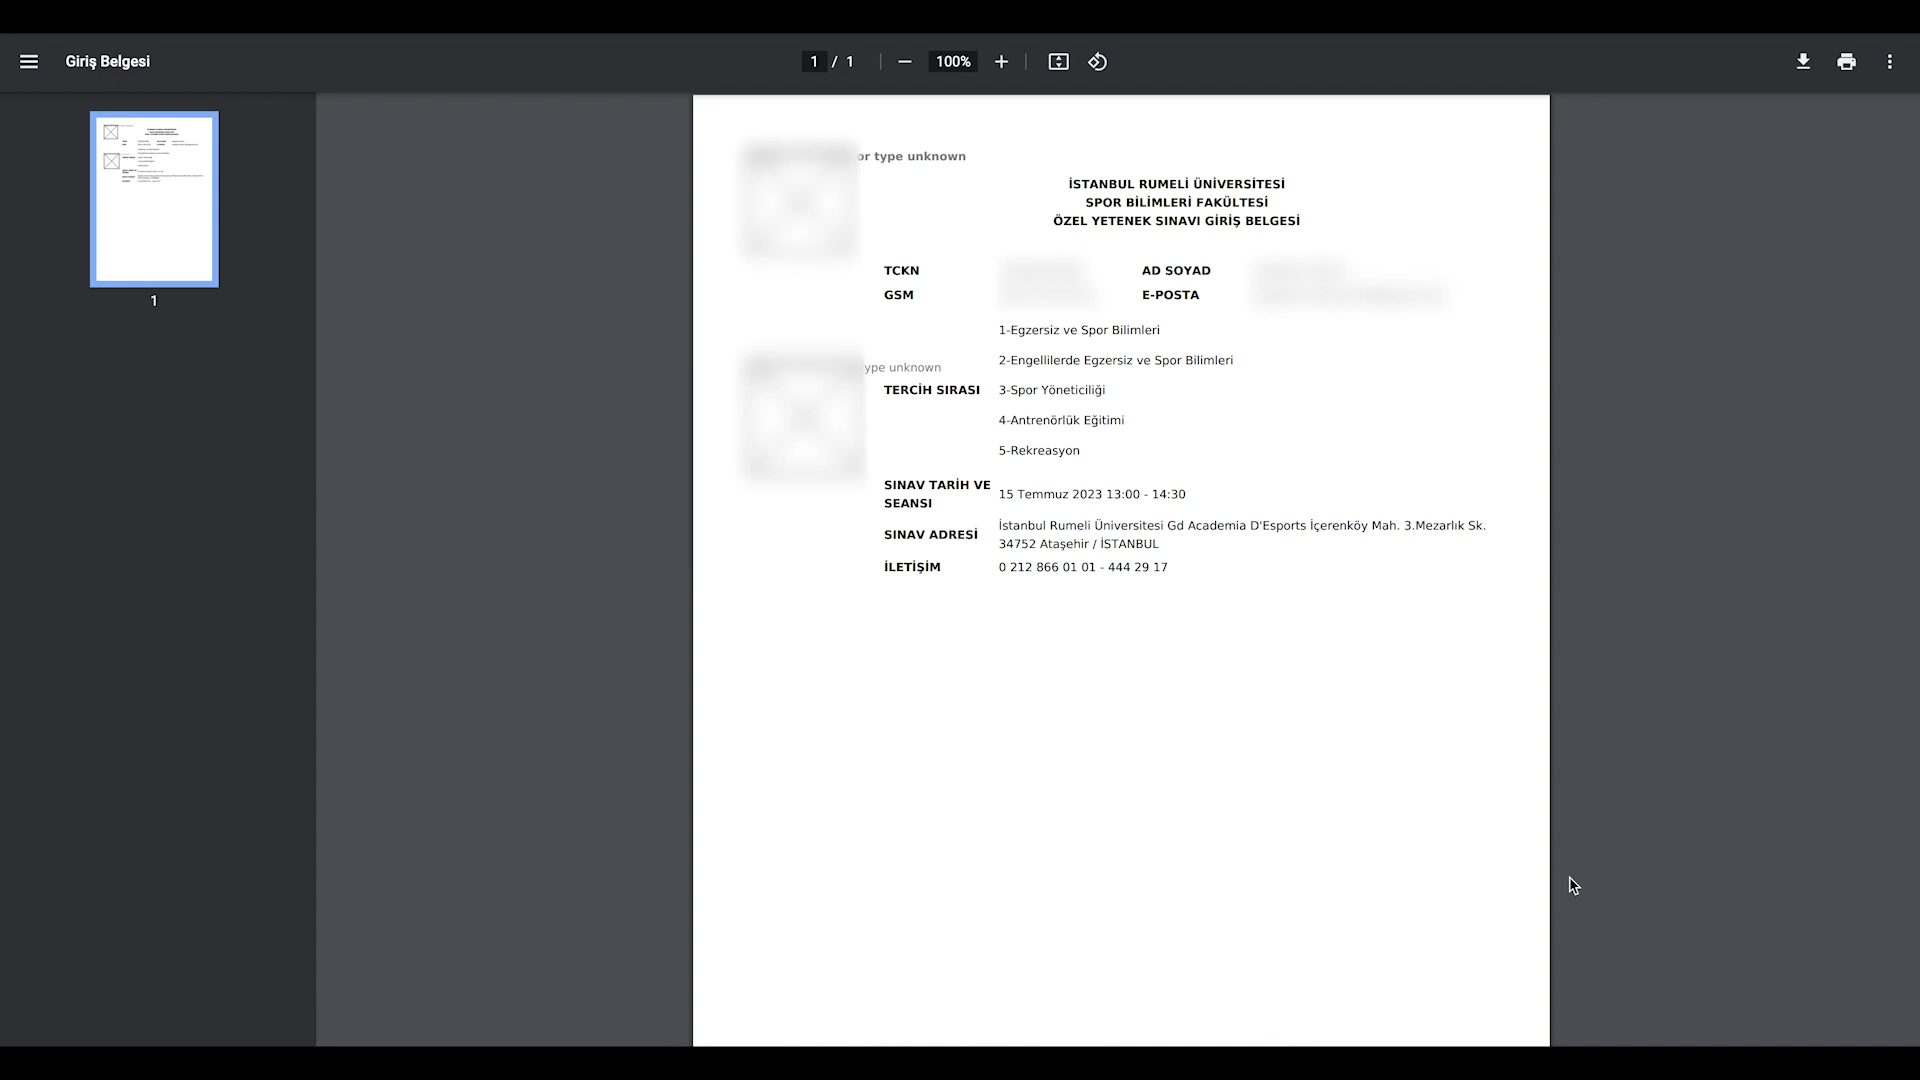 Giriş Belgesi
1 / 1
100%
1
or type unknown
İSTANBUL RUMELİ ÜNİVERSİTESİ
SPOR BİLİMLERİ FAKÜLTESİ
ÖZEL YETENEK SINAVI GİRİŞ BELGESİ
TCKN AD SOYAD
GSM E-POSTA
1-Egzersiz ve Spor Bilimleri
2-Engellilerde Egzersiz ve Spor Bilimleri
type unknown
TERCİH SIRASI 3-Spor Yöneticiliği
4-Antrenörlük Eğitimi
5-Rekreasyon
SINAV TARİH VE
SEANSI
15 Temmuz 2023 13:00 - 14:30
SINAV ADRESİ
İstanbul Rumeli Üniversitesi Gd Academia D'Esports İçerenköy Mah. 3.Mezarlık Sk.
34752 Ataşehir / İSTANBUL
İLETİŞİM 0 212 866 01 01 - 444 29 17